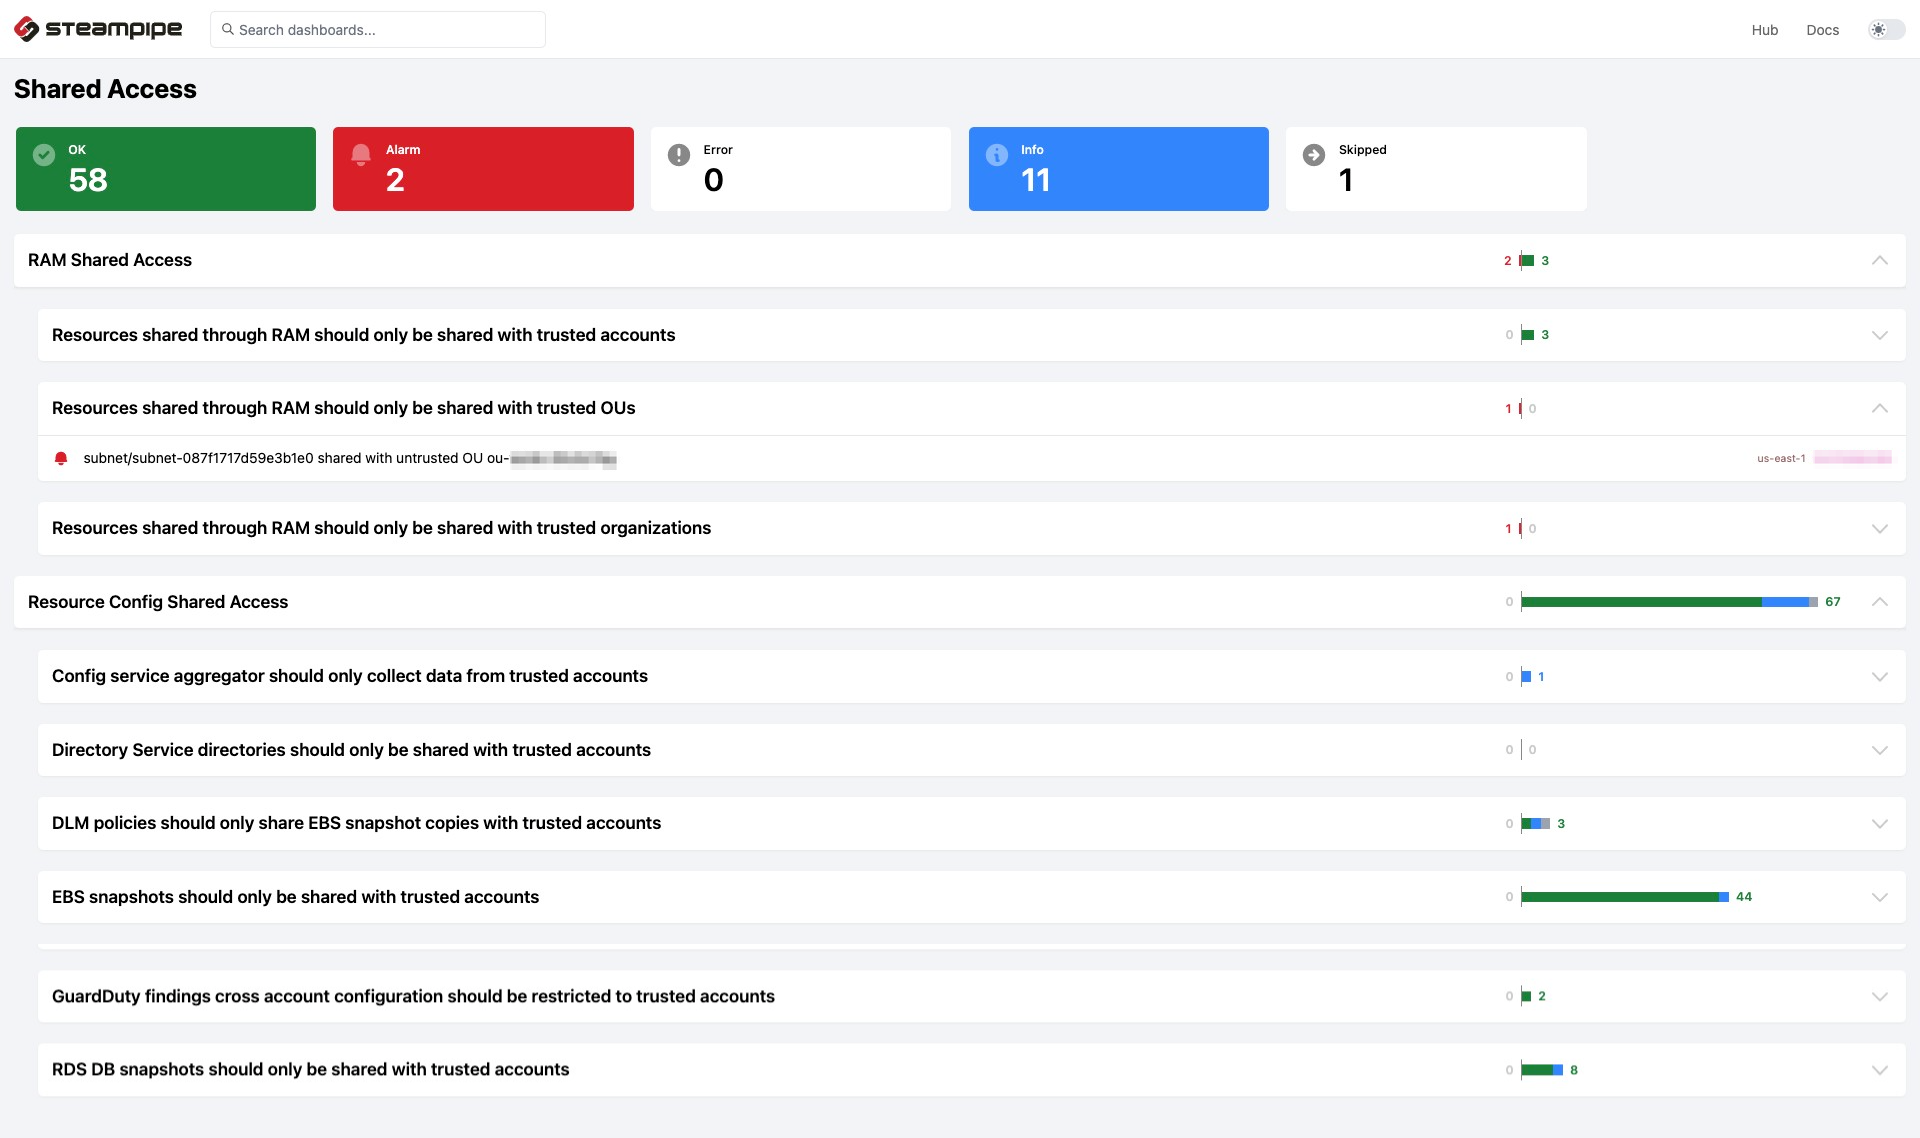 steampipe
Search dashboards...
Hub
Docs
Shared Access
OK
58
Alarm
2
Error
0
Info
11
Skipped
1
RAM Shared Access
2 3
Resources shared through RAM should only be shared with trusted accounts
0 3
Resources shared through RAM should only be shared with trusted OUs
1 0
subnet/subnet-087f1717d59e3b1e0 shared with untrusted OU ou-
us-east-1
Resources shared through RAM should only be shared with trusted organizations
1 0
Resource Config Shared Access
0 67
Config service aggregator should only collect data from trusted accounts
0 1
Directory Service directories should only be shared with trusted accounts
0 0
DLM policies should only share EBS snapshot copies with trusted accounts
0 3
EBS snapshots should only be shared with trusted accounts
0 44
GuardDuty findings cross account configuration should be restricted to trusted accounts
0 2
RDS DB snapshots should only be shared with trusted accounts
0 8